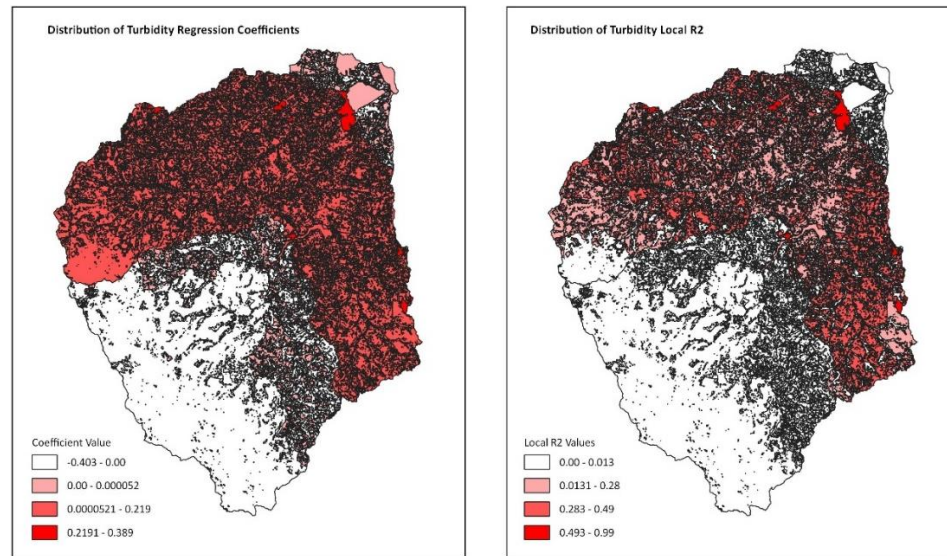 Distribution of Turbidity Regression Coefficients
Coefficient Value
-0.403 - 0.00
0.00 - 0.000052
0.0000521 - 0.219
0.2191 - 0.389
Distribution of Turbidity Local R2
Local R2 Values
0.00 - 0.013
0.0131 - 0.28
0.283 - 0.49
0.493 - 0.99